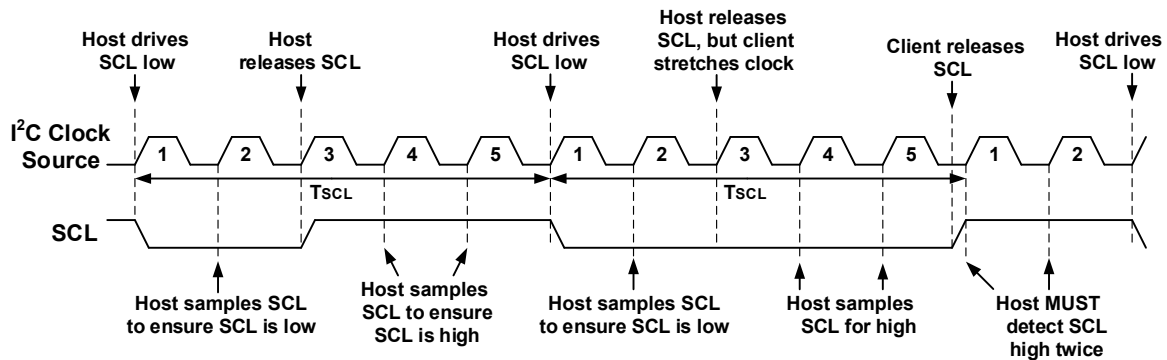 Host drives
SCL low
Host
releases SCL
Host drives
SCL low
Host releases
SCL, but client
stretches clock
Client releases
SCL
Host drives
SCL low
I²C Clock
Source
1 2 3 4 5 1 2 3 4 5 1 2
TSCL TSCL
SCL
Host samples SCL
to ensure SCL is low
Host samples
SCL to ensure
SCL is high
Host samples SCL
to ensure SCL is low
Host samples
SCL for high
Host MUST
detect SCL
high twice